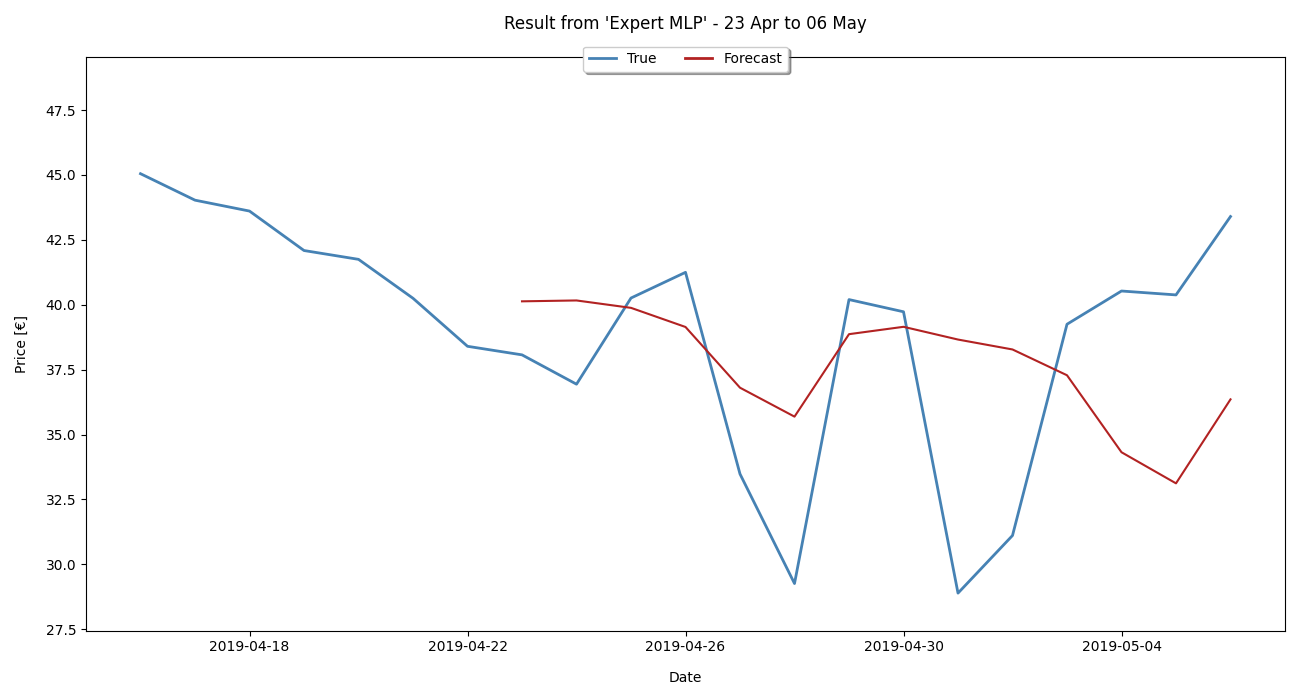 Result from 'Expert MLP' - 23 Apr to 06 May
True Forecast
47.5
45.0
42.5
40.0
37.5
35.0
32.5
30.0
27.5
Price [€]
2019-04-18 2019-04-22 2019-04-26 2019-04-30 2019-05-04
Date